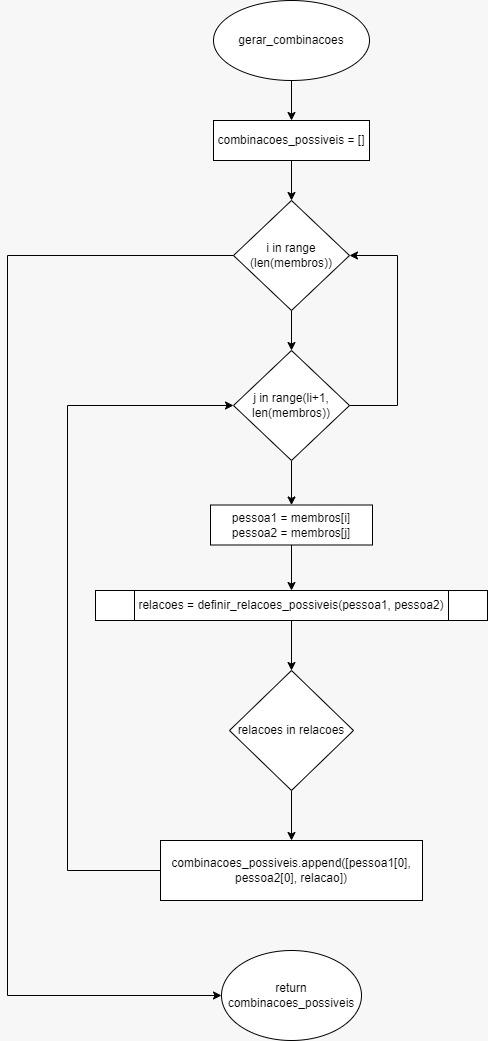 gerar_combinacoes
combinacoes_possiveis = []
i in range
(len(membros))
j in range(li+1,
len(membros))
pessoa1 = membros[i]
pessoa2 = membros[j]
relacoes = definir_relacoes_possiveis(pessoa1, pessoa2)
relacoes in relacoes
combinacoes_possiveis.append([pessoa1[0],
pessoa2[0], relacao])
return
combinacoes_possiveis